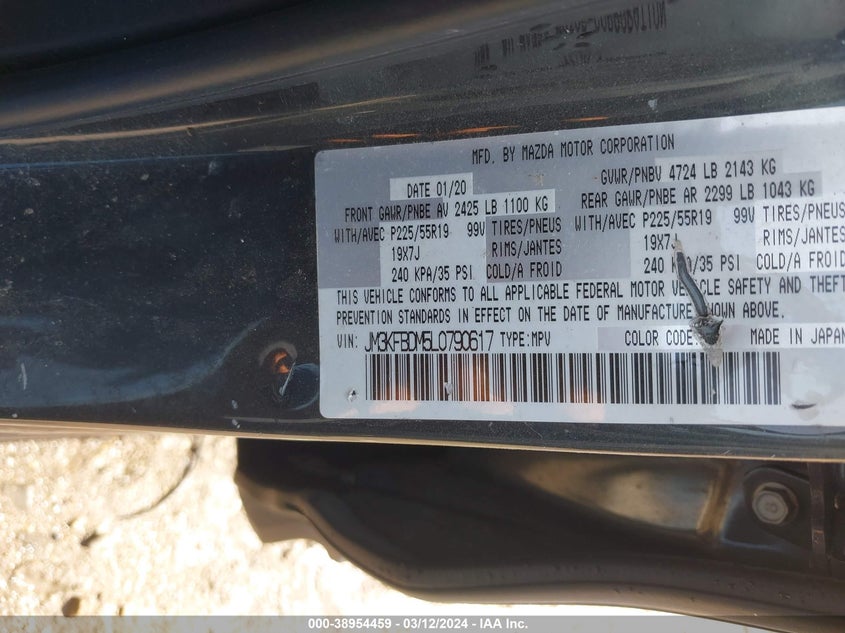 MFD. BY MAZDA MOTOR CORPORATION
DATE 01/20 GVWR/PNBV 4724 LB 2143 KG
FRONT GAWR/PNBE AV 2425 LB 1100 KG REAR GAWR/PNBE AR 2299 LB 1043 KG
WITH/AVEC P225/55R19 99V TIRES/PNEUS WITH/AVEC P225/55R19 99V TIRES/PNEUS
19X7J RIMS/JANTES 19X7J RIMS/JANTES
240 KPA/35 PSI COLD/A FROID 240 KPA/35 PSI COLD/A FROID
THIS VEHICLE CONFORMS TO ALL APPLICABLE FEDERAL MOTOR VEHICLE SAFETY AND THEFT
PREVENTION STANDARDS IN EFFECT ON THE DATE OF MANUFACTURE SHOWN ABOVE.
VIN: JM3KFBDM5L0790617 TYPE:MPV COLOR CODE: MADE IN JAPAN
000-38954459 - 03/12/2024 - IAA Inc.